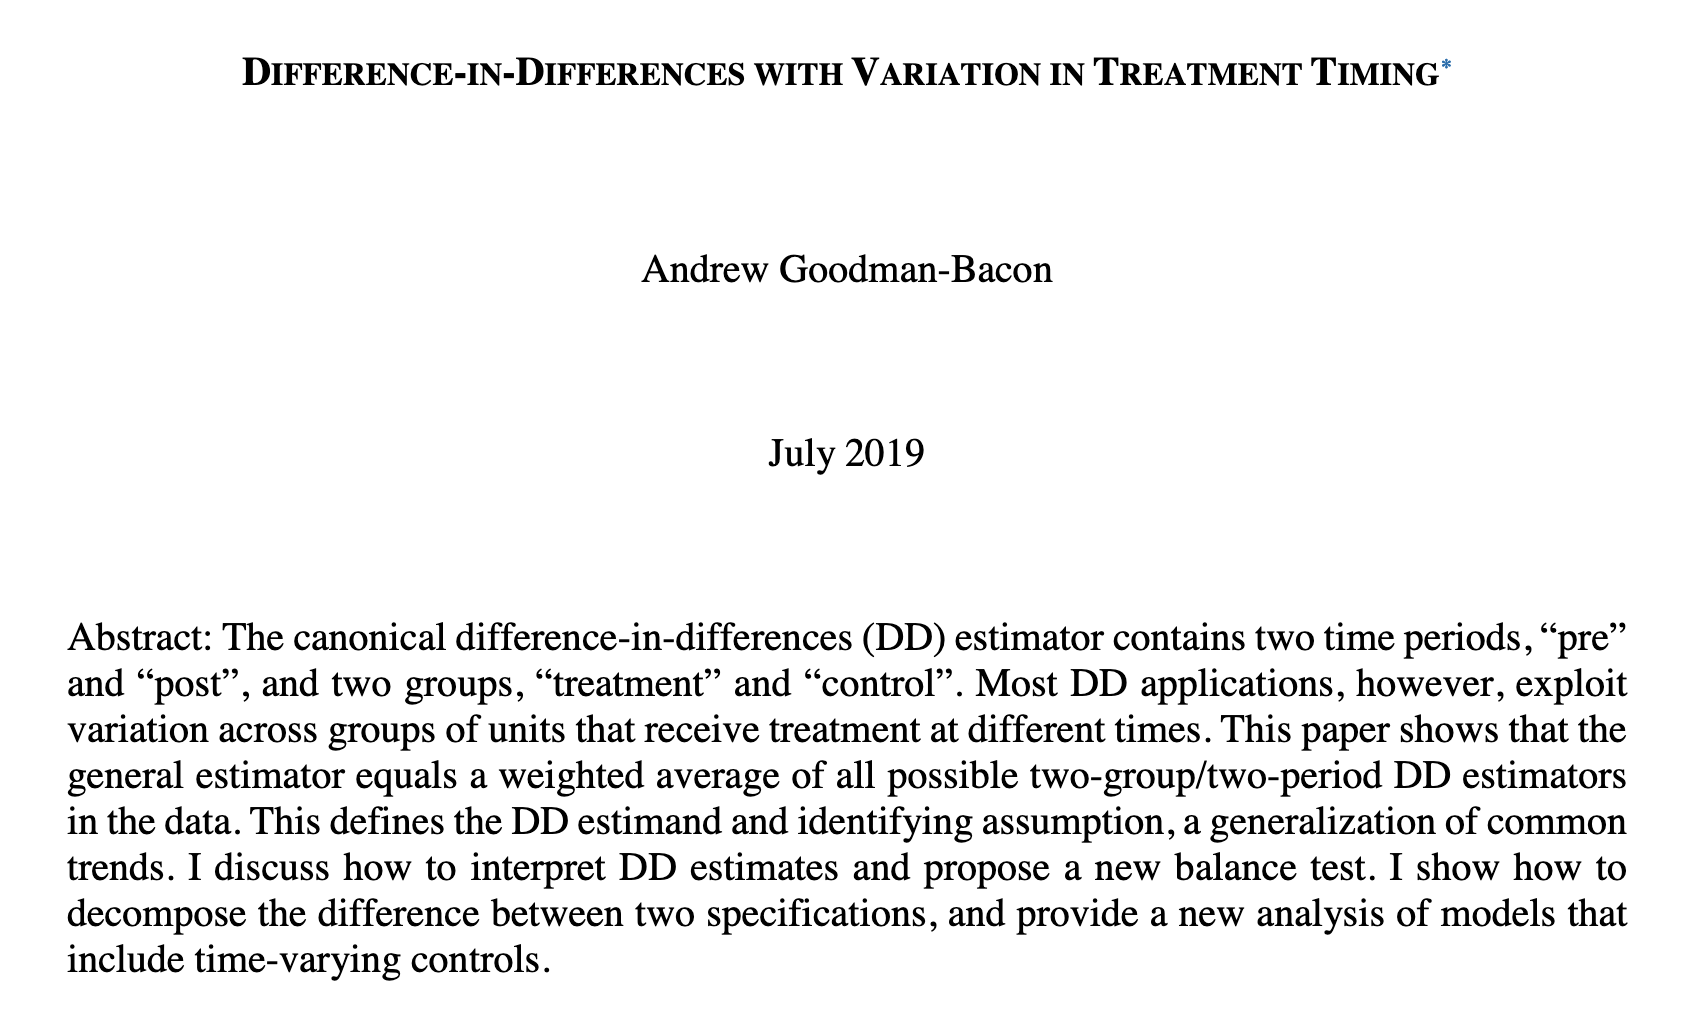 DIFFERENCE-IN-DIFFERENCES WITH VARIATION IN TREATMENT TIMING*
Andrew Goodman-Bacon
July 2019
Abstract: The canonical difference-in-differences (DD) estimator contains two time periods, “pre”
and “post”, and two groups, “treatment” and “control”. Most DD applications, however, exploit
variation across groups of units that receive treatment at different times. This paper shows that the
general estimator equals a weighted average of all possible two-group/two-period DD estimators
in the data. This defines the DD estimand and identifying assumption, a generalization of common
trends. I discuss how to interpret DD estimates and propose a new balance test. I show how to
decompose the difference between two specifications, and provide a new analysis of models that
include time-varying controls.